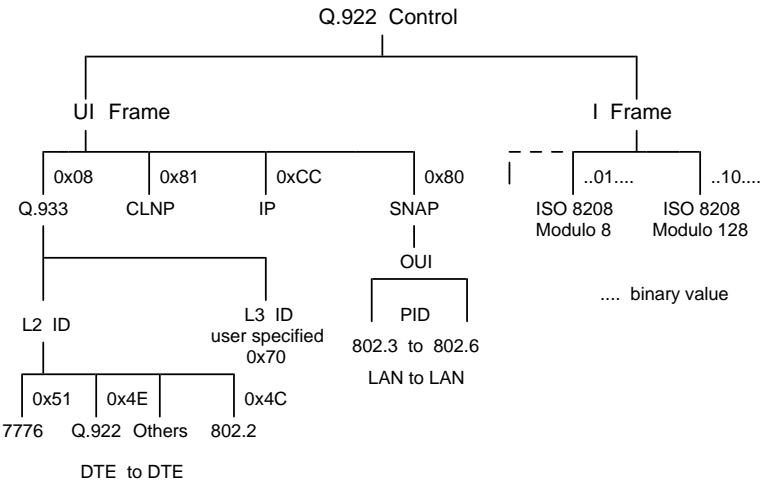 Q.922 Control
UI Frame
I Frame
0x08
0x81
0xCC
0x80
..01....
..10....
Q.933
CLNP
IP
SNAP
ISO 8208
Modulo 8
ISO 8208
Modulo 128
OUI
.... binary value
L2 ID
L3 ID
user specified
0x70
PID
802.3 to 802.6
LAN to LAN
0x51
0x4E
0x4C
7776
Q.922
Others
802.2
DTE to DTE